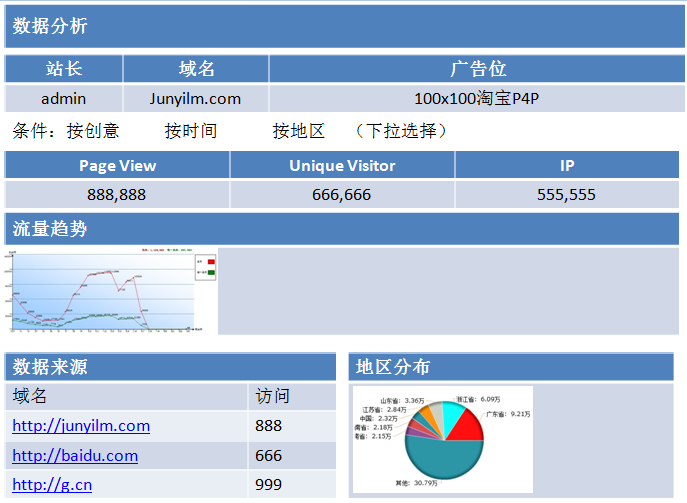 数据分析
站长 域名 广告位
admin Junyilm.com 100x100淘宝P4P
条件：按创意 按时间 按地区 （下拉选择）
Page View Unique Visitor IP
888,888 666,666 555,555
流量趋势
数据来源
域名 访问
http://junyilm.com 888
http://baidu.com 666
http://g.cn 999
地区分布
山东省：3.36万
浙江省：6.09万
江苏省：2.84万
广东省：9.21万
中国：2.32万
南省：2.18万
南省：2.15万
其他：30.79万